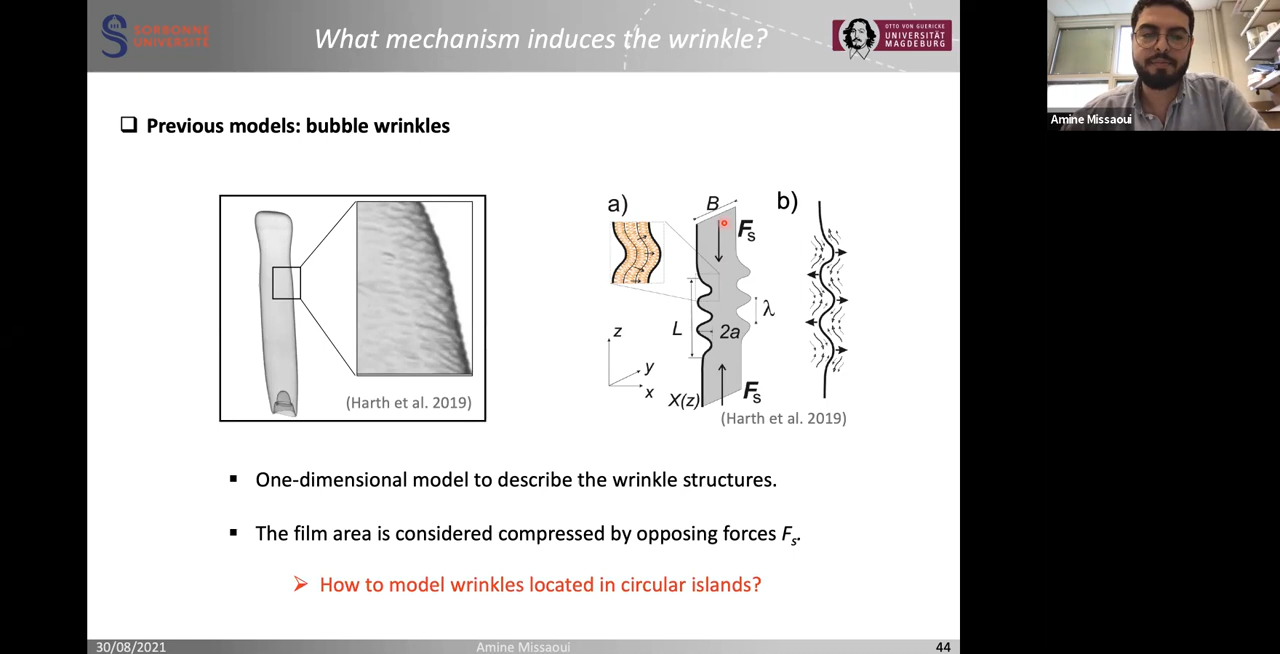 SORBONNE
UNIVERSITÉ
What mechanism induces the wrinkle?
OTTO VON GUERICKE
UNIVERSITÄT
MAGDEBURG
Amine Missaoui
❑ Previous models: bubble wrinkles
(Harth et al. 2019)
a)
B
Fs
b)
L
2a
λ
z
y
x
X(z)
Fs
(Harth et al. 2019)
▪ One-dimensional model to describe the wrinkle structures.
▪ The film area is considered compressed by opposing forces Fs.
➢ How to model wrinkles located in circular islands?
30/08/2021
Amine Missaoui
44